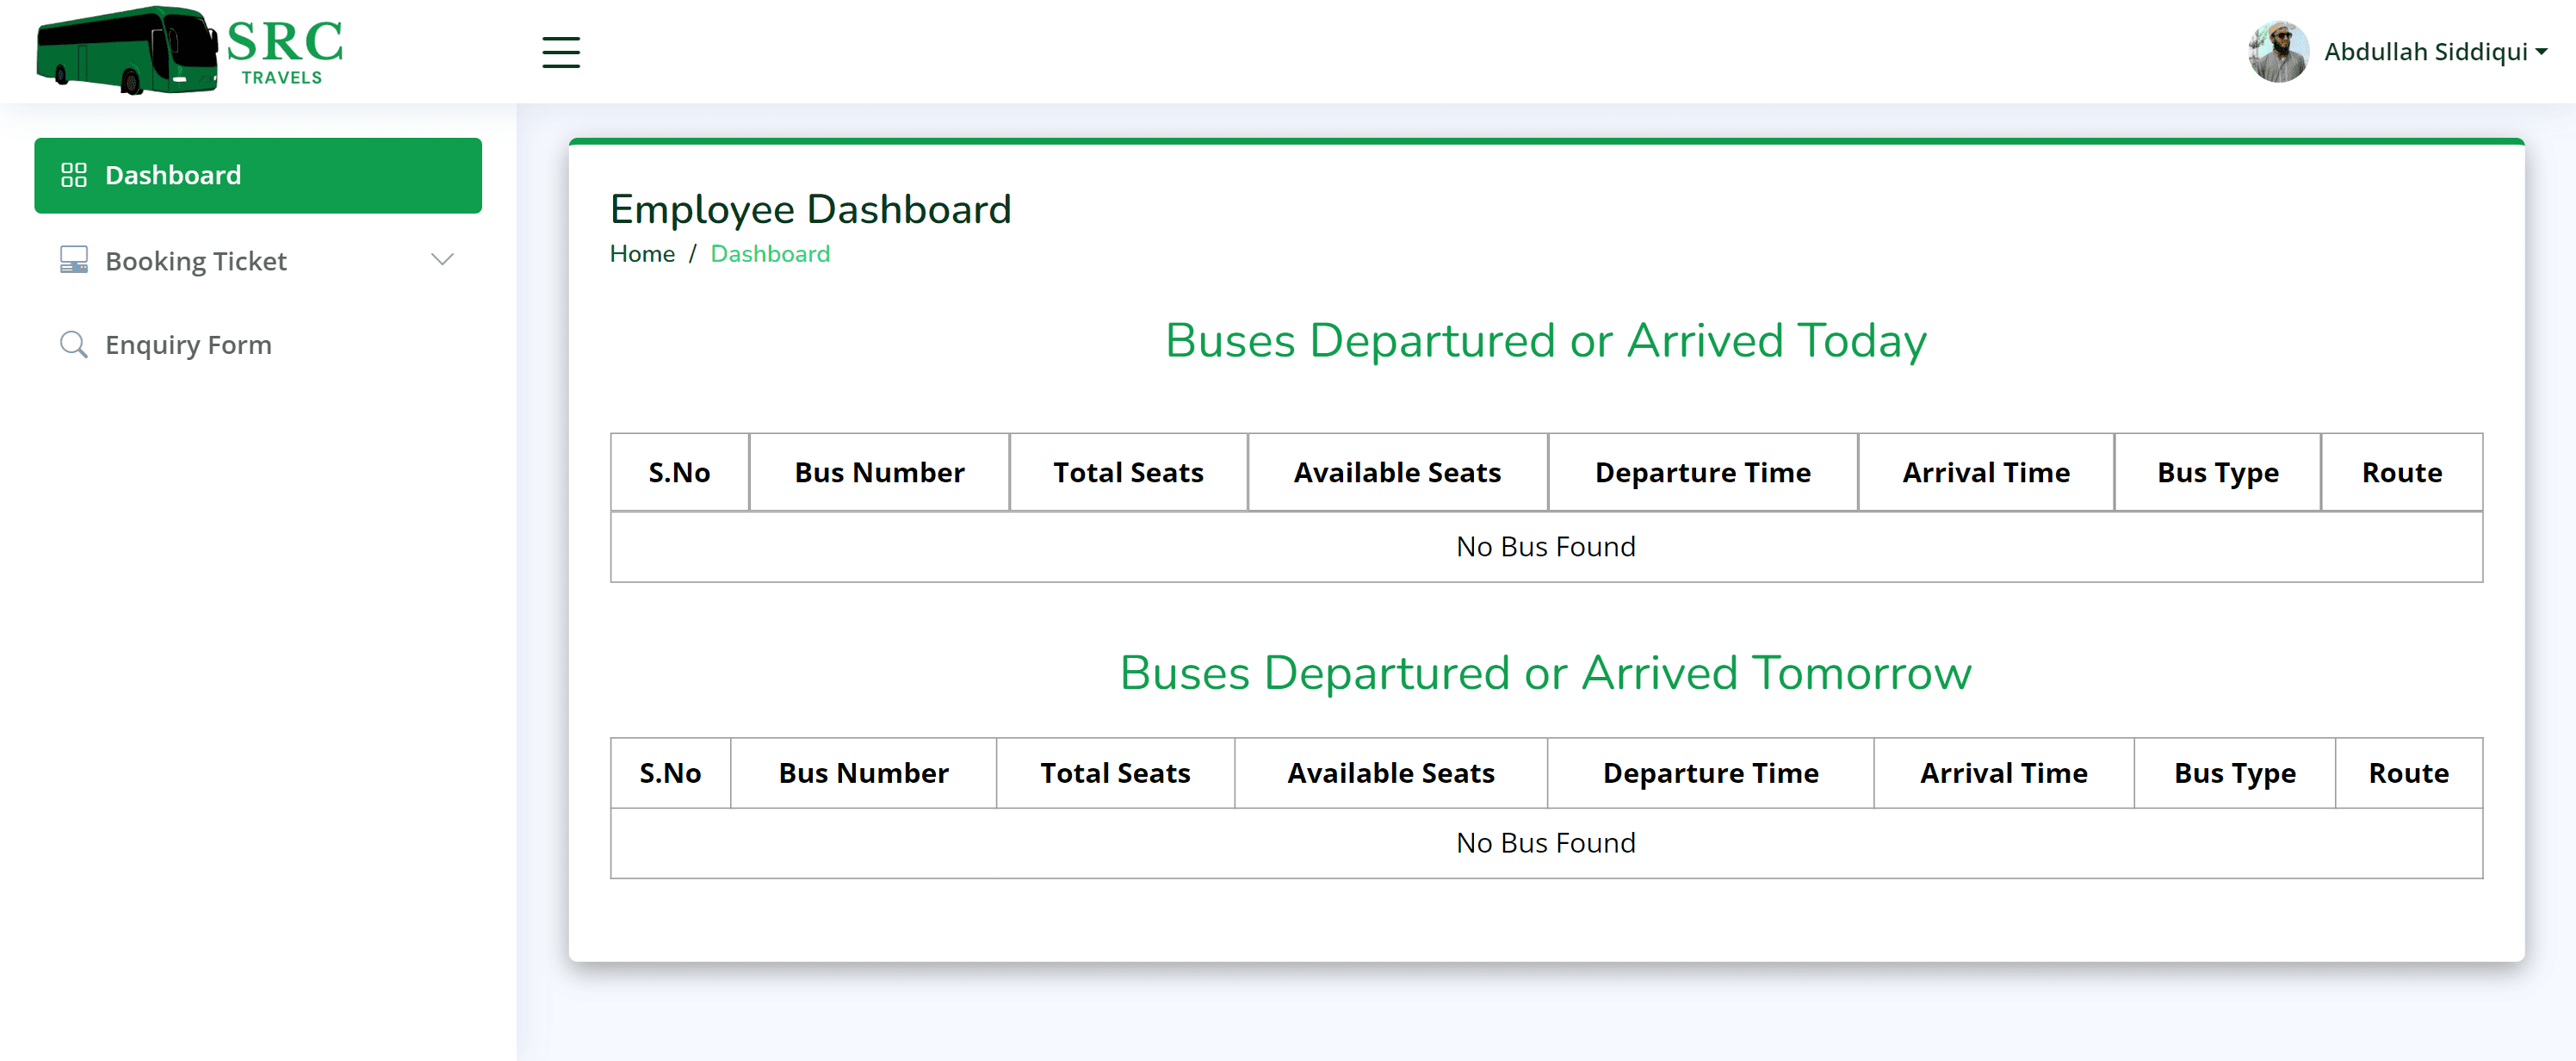 SRC
TRAVELS
Abdullah Siddiqui
Dashboard
Booking Ticket
Enquiry Form
Employee Dashboard
Home / Dashboard
Buses Departured or Arrived Today
S.No Bus Number Total Seats Available Seats Departure Time Arrival Time Bus Type Route
No Bus Found
Buses Departured or Arrived Tomorrow
S.No Bus Number Total Seats Available Seats Departure Time Arrival Time Bus Type Route
No Bus Found